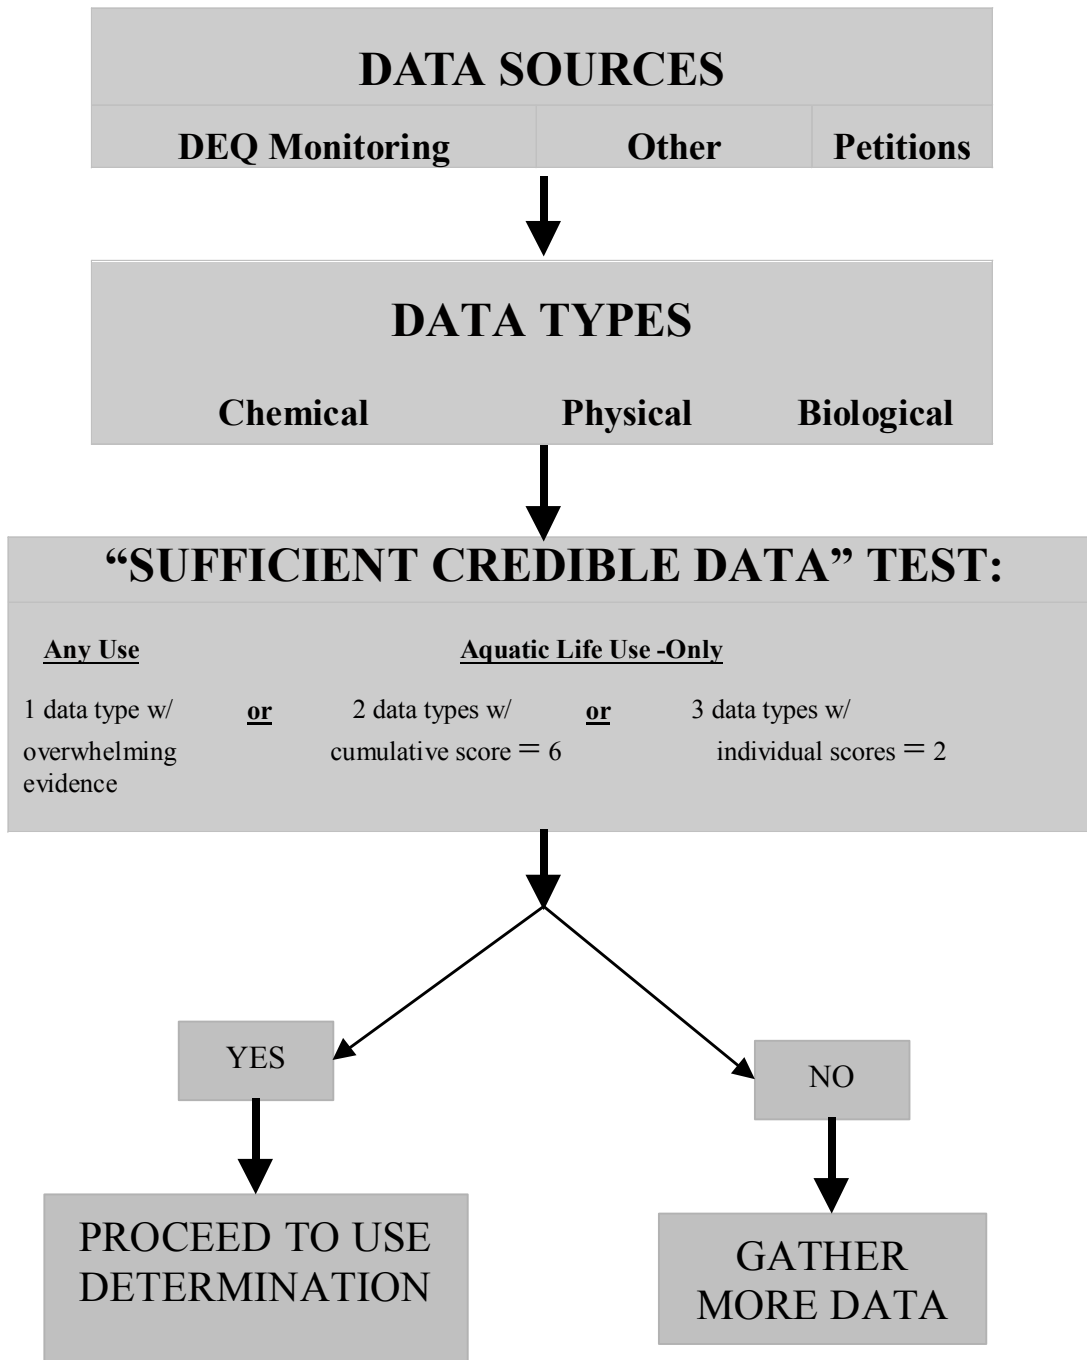 DATA SOURCES
DEQ Monitoring Other Petitions
DATA TYPES
Chemical Physical Biological
“SUFFICIENT CREDIBLE DATA” TEST:
Any Use Aquatic Life Use -Only
1 data type w/ or 2 data types w/ or 3 data types w/
overwhelming cumulative score = 6 individual scores = 2
evidence
YES
NO
PROCEED TO USE
DETERMINATION
GATHER
MORE DATA